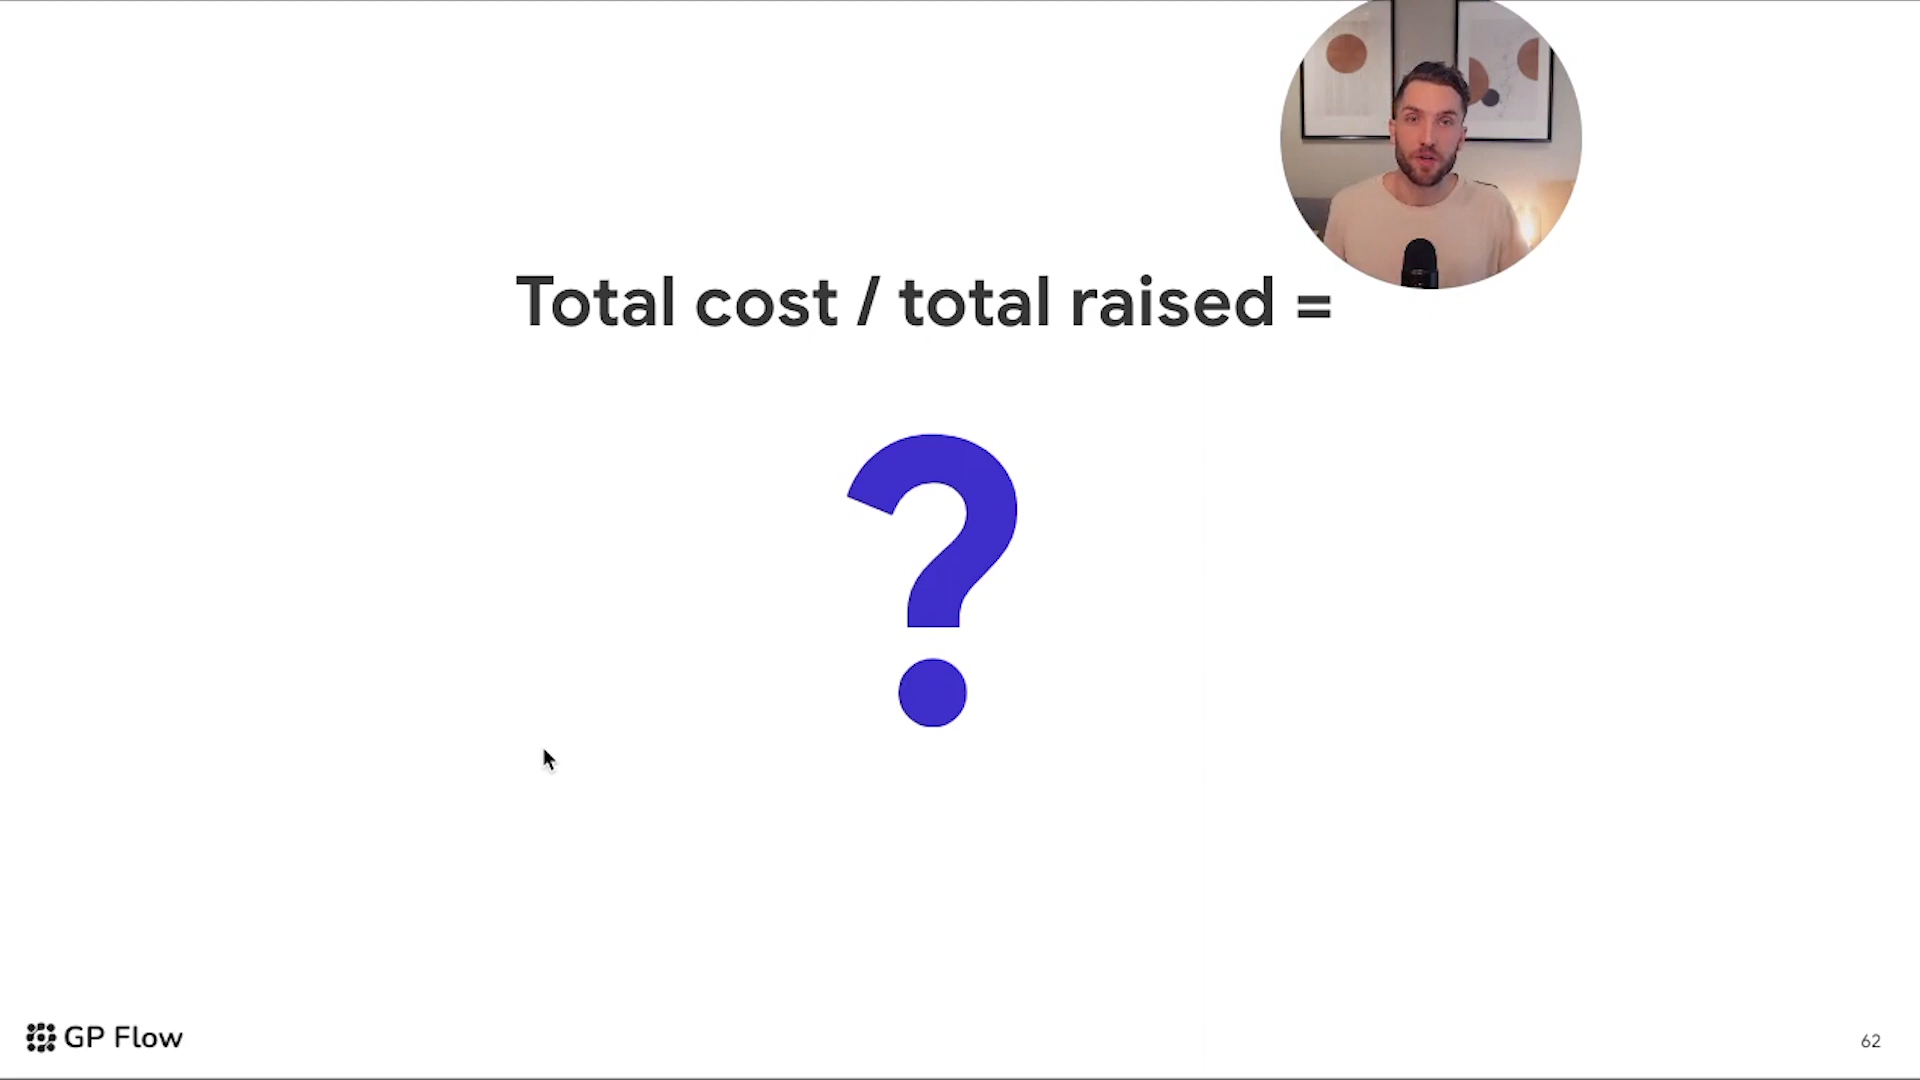 Total cost / total raised =
?
GP Flow
62